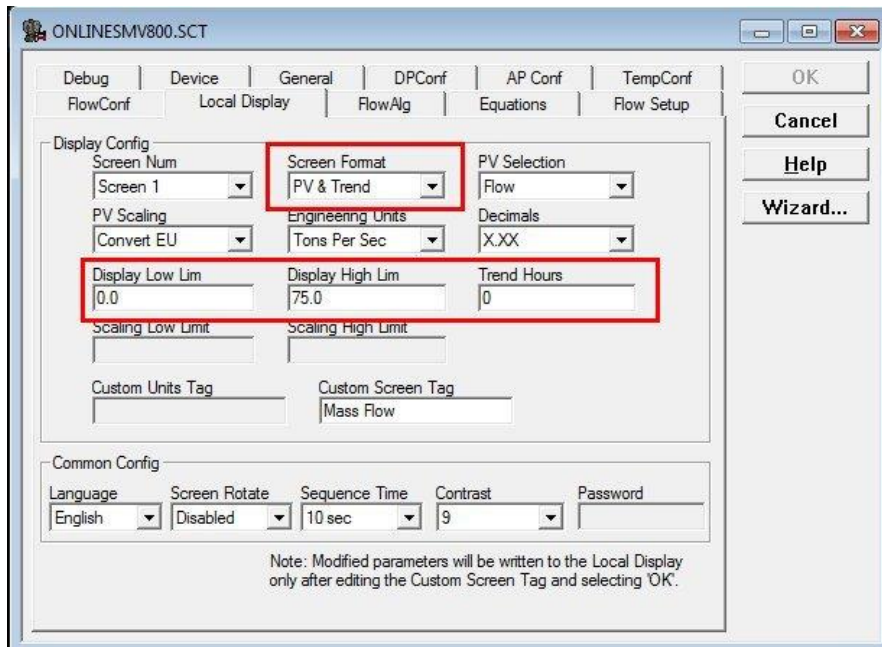 ONLINESMV800.SCT
Debug Device General DPConf AP Conf TempConf
FlowConf Local Display FlowAlg Equations Flow Setup
OK
Cancel
Help
Wizard...
Display Config
Screen Num Screen Format PV Selection
Screen 1 PV & Trend Flow
PV Scaling Engineering Units Decimals
Convert EU Tons Per Sec X.XX
Display Low Lim Display High Lim Trend Hours
0.0 75.0 0
Scaling Low Limit Scaling High Limit
Custom Units Tag Custom Screen Tag
Mass Flow
Common Config
Language Screen Rotate Sequence Time Contrast Password
English Disabled 10 sec 9
Note: Modified parameters will be written to the Local Display
only after editing the Custom Screen Tag and selecting 'OK'.